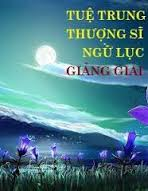 TUỆ TRUNG
THƯỢNG SĨ
NGỮ LỤC
GIẢNG GIẢI